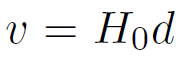 v = H₀d